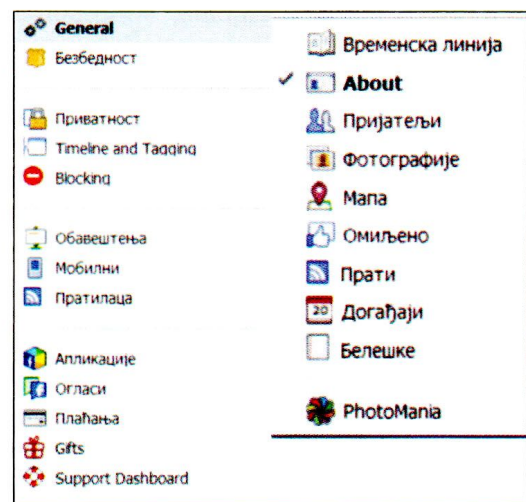 General
Безбедност
Приватност
Timeline and Tagging
Blocking
Обавештења
Мобилни
Пратилаца
Апликације
Огласи
Плаћања
Gifts
Support Dashboard
Временска линија
About
Пријатељи
Фотографије
Мапа
Омиљено
Прати
20
Догађаји
Белешке
PhotoMania